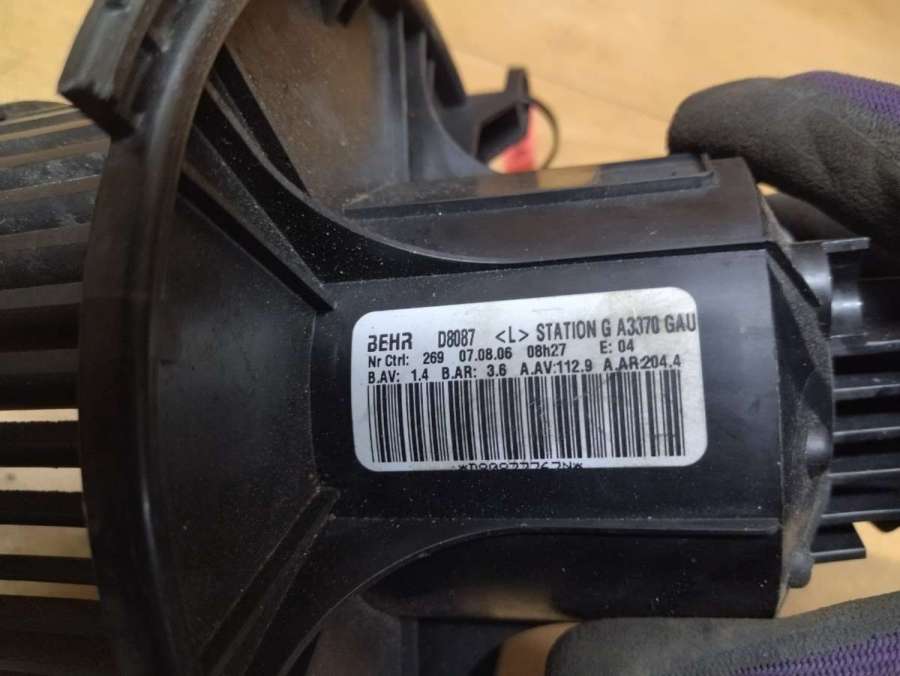 BEHR D8087 <L> STATION G A3370 GAU
Nr Ctrl: 269 07.08.06 08h27 E: 04
B.AV: 1.4 B.AR: 3.6 A.AV:112.9 A.AR:204.4